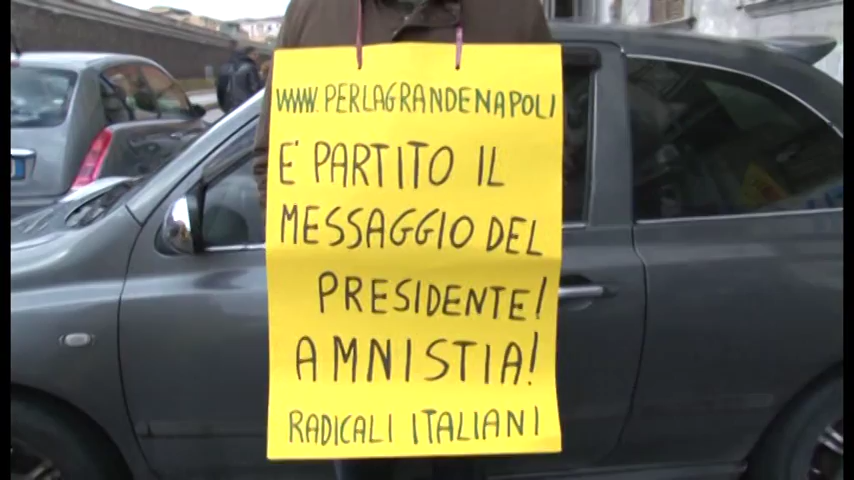 WWW.PERLAGRANDENAPOLI
E' PARTITO IL
MESSAGGIO DEL
PRESIDENTE!
AMNISTIA!
RADICALI ITALIANI